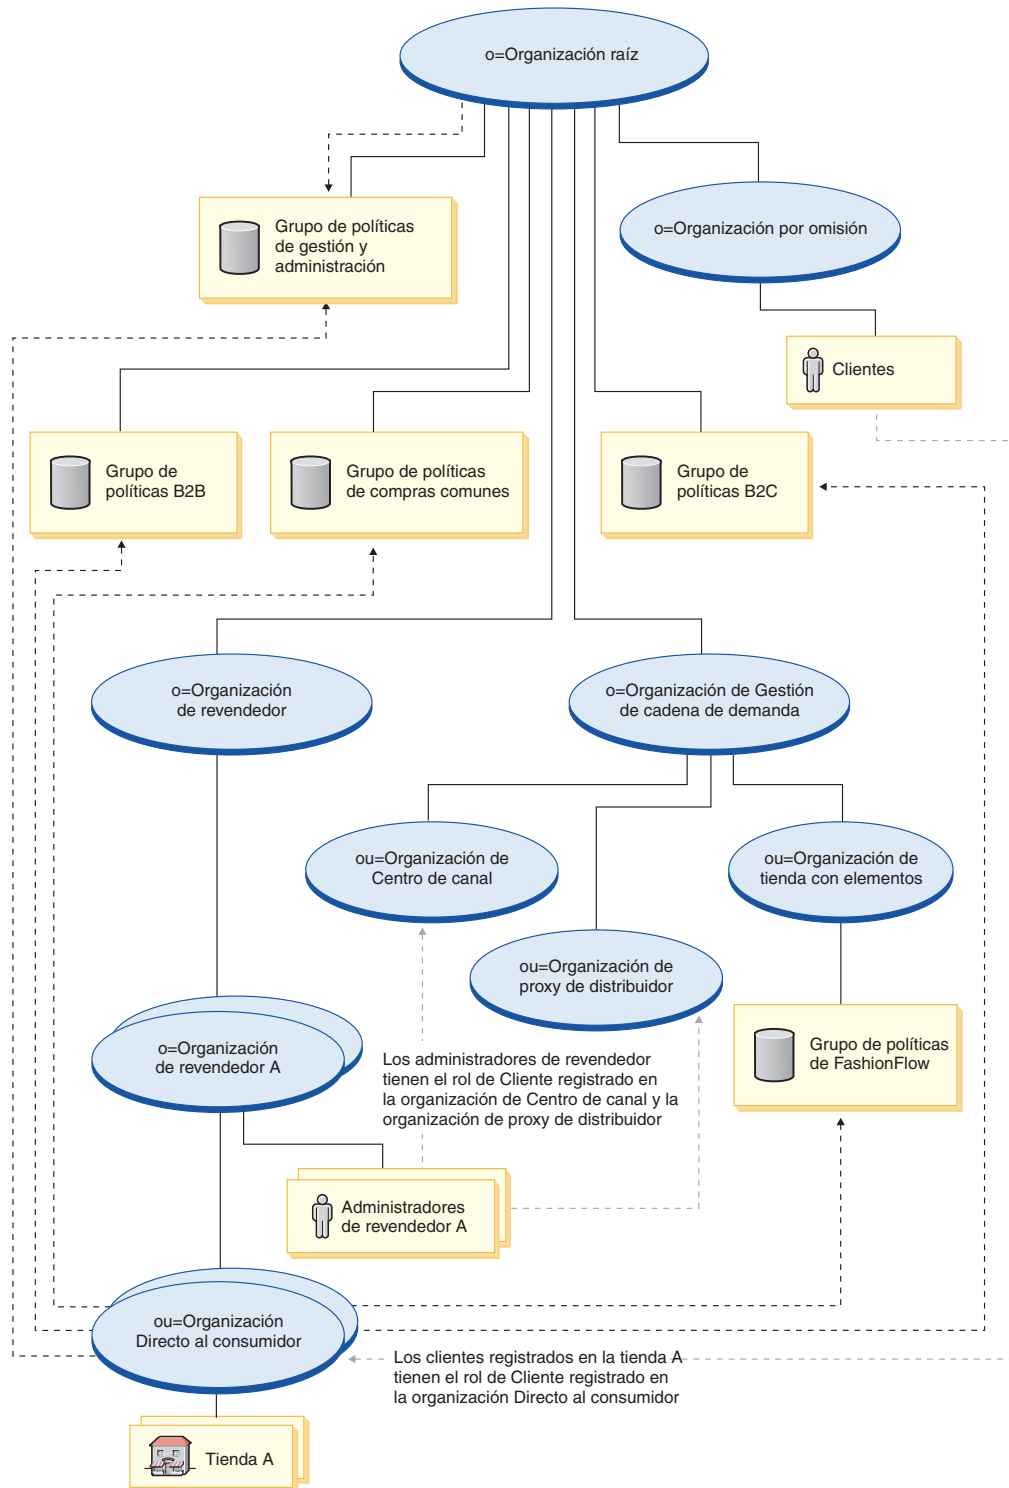 o=Organización raíz
Grupo de políticas
de gestión y
administración
o=Organización por omisión
Clientes
Grupo de
políticas B2B
Grupo de políticas
de compras comunes
Grupo de
políticas B2C
o=Organización
de revendedor
o=Organización de Gestión
de cadena de demanda
ou=Organización de
Centro de canal
ou=Organización de
tienda con elementos
ou=Organización de
proxy de distribuidor
o=Organización
de revendedor A
Los administradores de revendedor
tienen el rol de Cliente registrado en
la organización de Centro de canal y la
organización de proxy de distribuidor
Grupo de políticas
de FashionFlow
Administradores
de revendedor A
ou=Organización
Directo al consumidor
Los clientes registrados en la tienda A
tienen el rol de Cliente registrado en
la organización Directo al consumidor
Tienda A